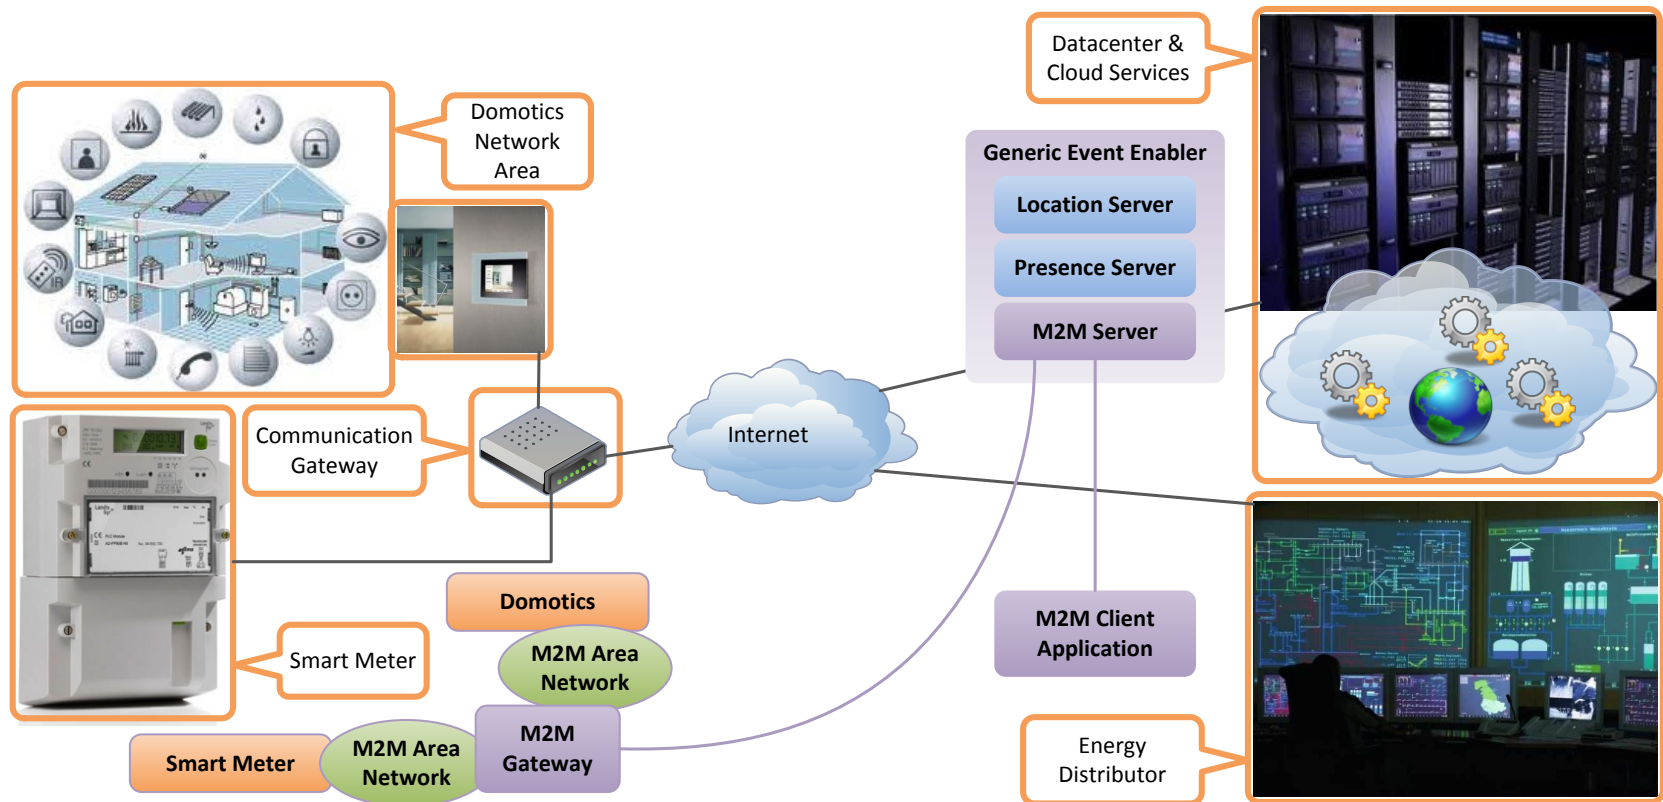 Datacenter &
Cloud Services
Domotics
Network
Area
Generic Event Enabler
Location Server
Presence Server
M2M Server
IR
Communication
Gateway
Internet
Domotics
M2M Area
Network
M2M Client
Application
Smart Meter
M2M
Gateway
M2M Area
Network
Smart Meter
Energy
Distributor